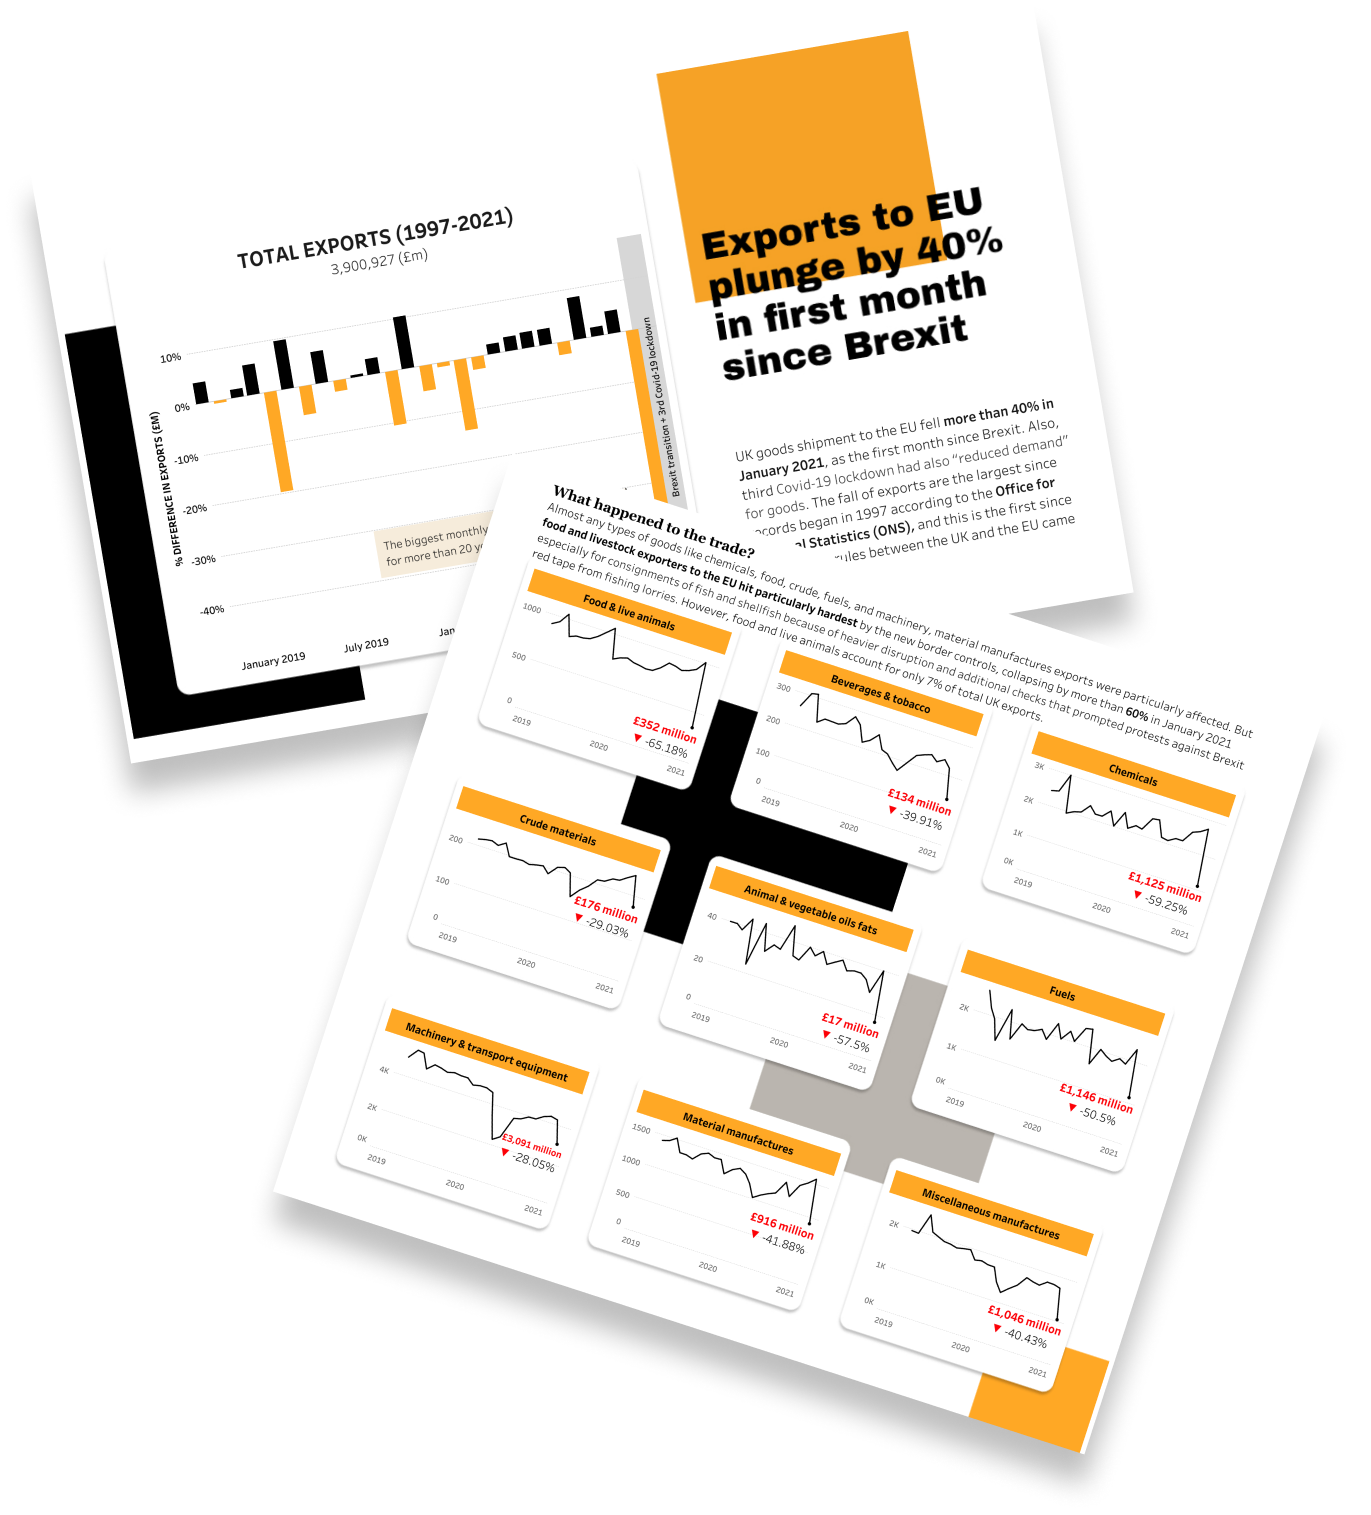 TOTAL EXPORTS (1997-2021)
3,900,927 (£m)
% DIFFERENCE IN EXPORTS (£M)
10%
0%
-10%
-20%
-30%
-40%
January 2019
July 2019
Jan
Brexit transition + 3rd Covid-19 lockdown
The biggest monthly
for more than 20
Exports to EU
plunge by 40%
in first month
since Brexit
UK goods shipment to the EU fell more than 40% in
January 2021, as the first month since Brexit. Also,
third Covid-19 lockdown had also “reduced demand”
for goods. The fall of exports are the largest since
ecords began in 1997 according to the Office for
al Statistics (ONS), and this is the first since
rules between the UK and the EU came
What happened to the trade?
Almost any types of goods like chemicals, food, crude, fuels, and machinery, material manufactures exports were particularly affected. But
food and livestock exporters to the EU hit particularly hardest by the new border controls, collapsing by more than 60% in January 2021
especially for consignments of fish and shellfish because of heavier disruption and additional checks that prompted protests against Brexit
red tape from fishing lorries. However, food and live animals account for only 7% of total UK exports.
Food & live animals
1000
500
0
2019
2020
2021
£352 million
▼ -65.18%
Beverages & tobacco
300
200
100
0
2019
2020
2021
£134 million
▼ -39.91%
Chemicals
3K
2K
1K
0K
2019
2020
2021
£1,125 million
▼ -59.25%
Crude materials
200
100
0
2019
2020
2021
£176 million
▼ -29.03%
Animal & vegetable oils fats
40
20
0
2019
2020
2021
£17 million
▼ -57.5%
Fuels
2K
1K
0K
2019
2020
2021
£1,146 million
▼ -50.5%
Machinery & transport equipment
4K
2K
0K
2019
2020
2021
£3,091 million
▼ -28.05%
Material manufactures
1500
1000
500
0
2019
2020
2021
£916 million
▼ -41.88%
Miscellaneous manufactures
2K
1K
0K
2019
2020
2021
£1,046 million
▼ -40.43%